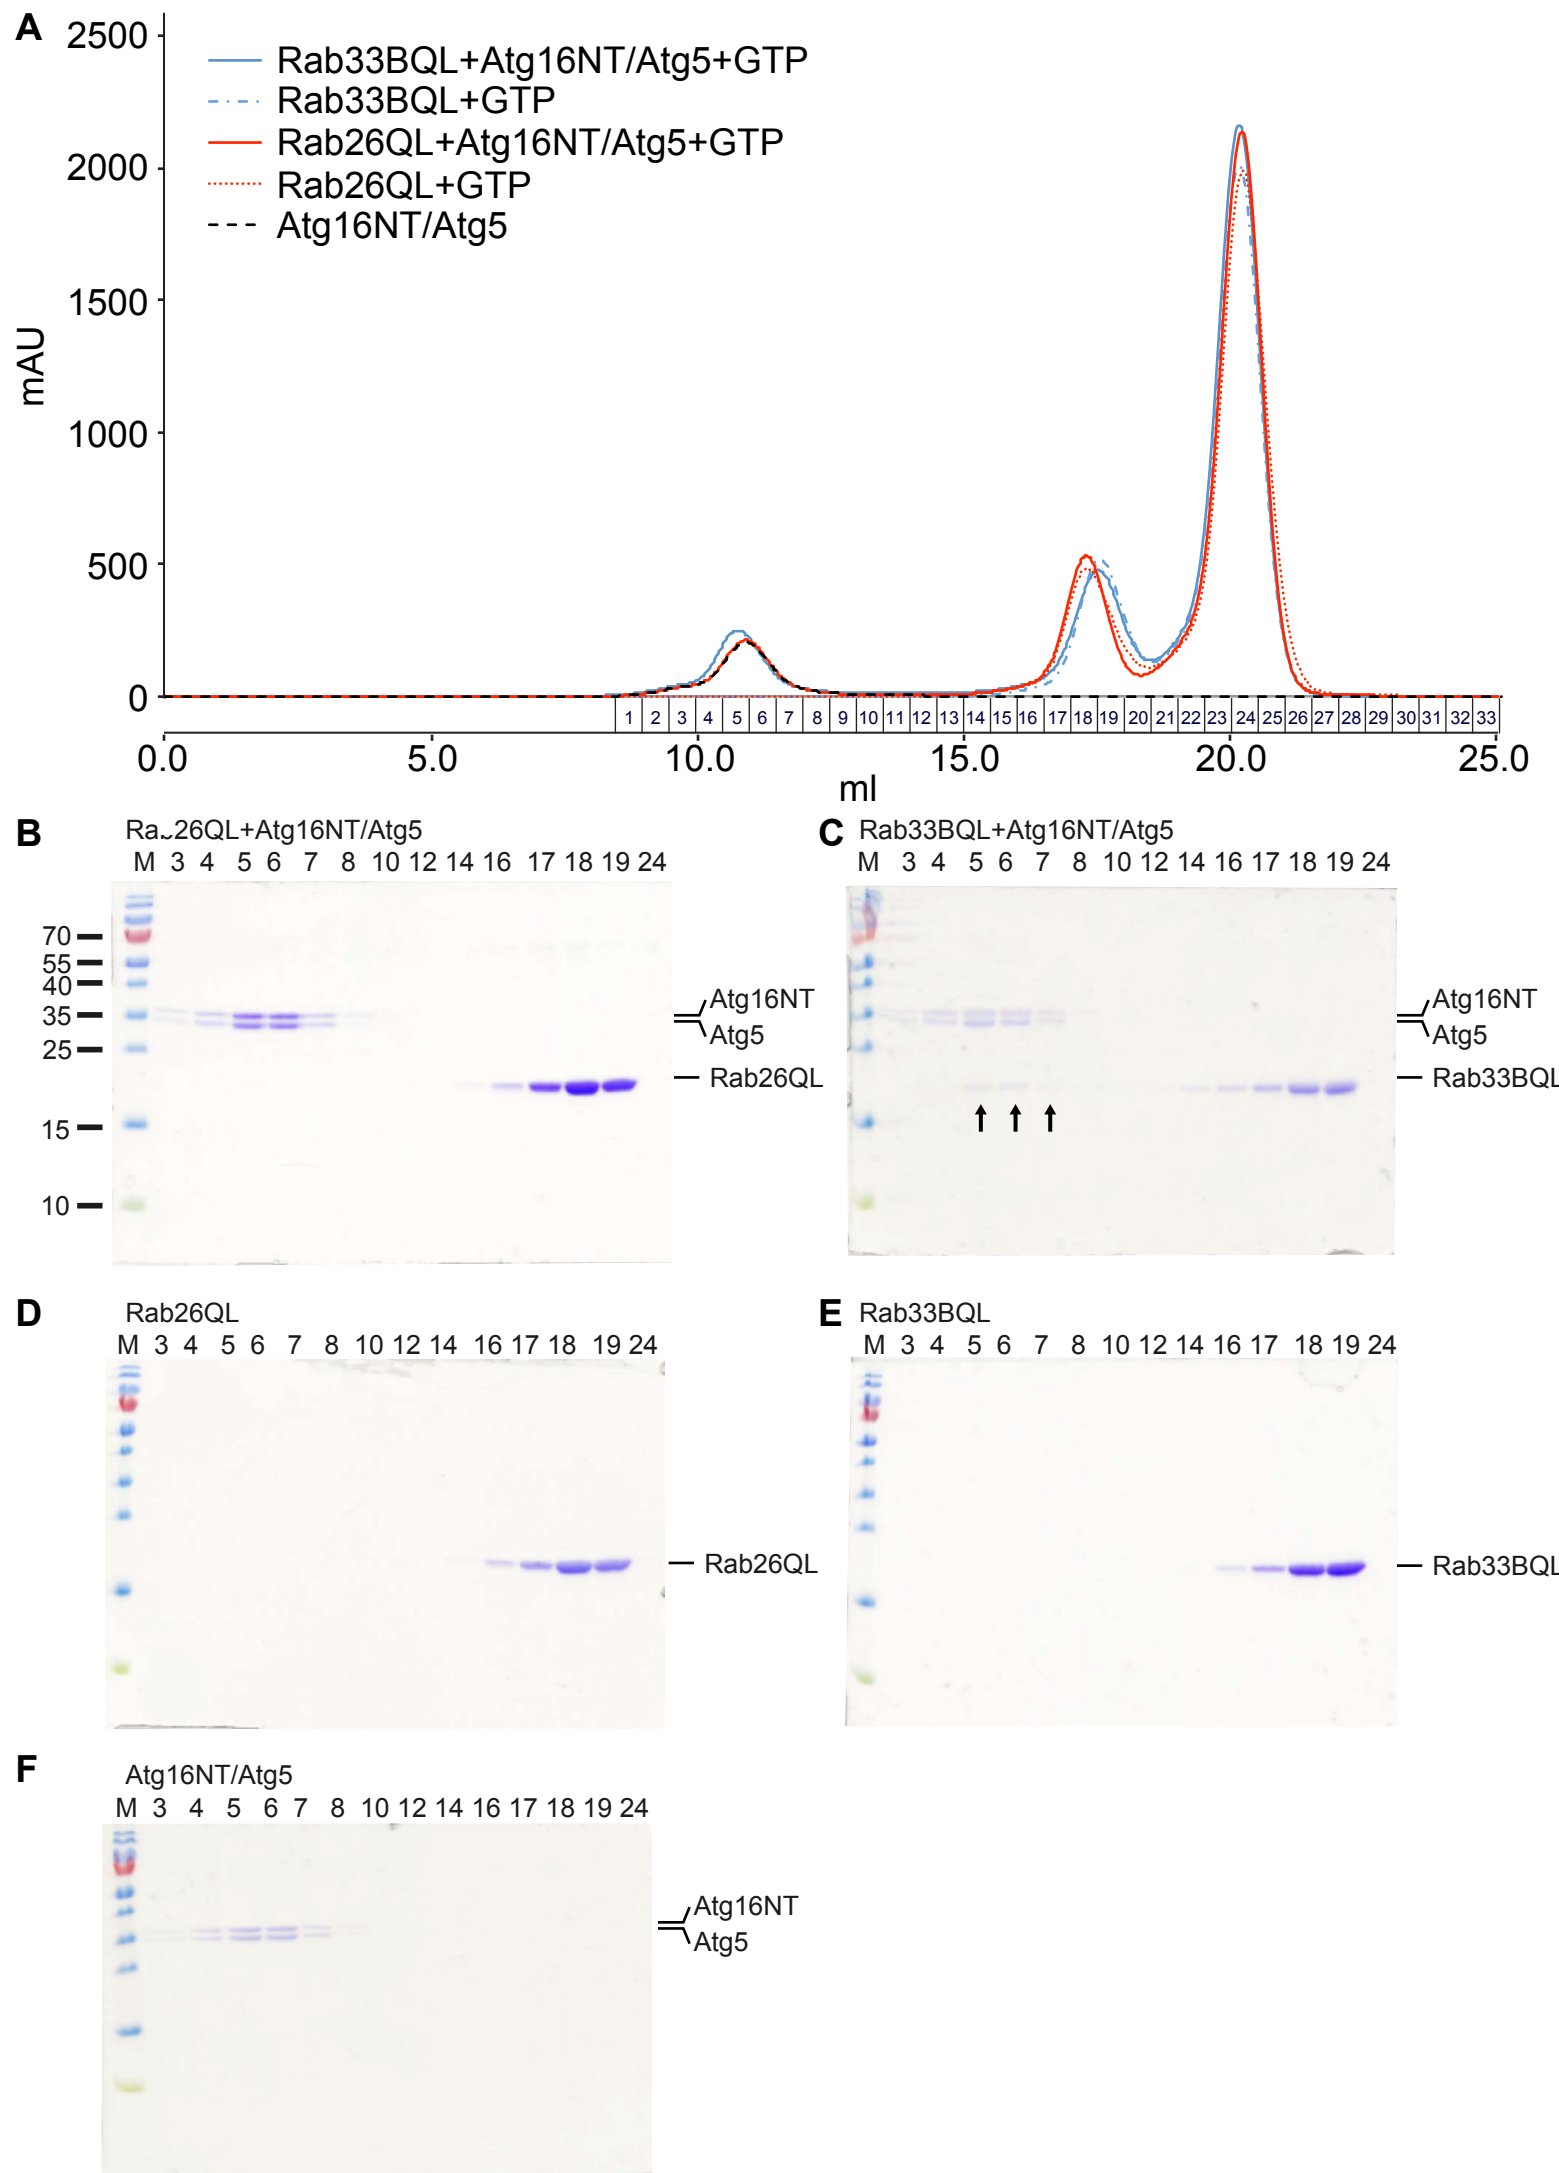 A
2500
2000
1500
1000
500
0
mAU
Rab33BQL+Atg16NT/Atg5+GTP
Rab33BQL+GTP
Rab26QL+Atg16NT/Atg5+GTP
Rab26QL+GTP
Atg16NT/Atg5
1 2 3 4 5 6 7 8 9 10 11 12 13 14 15 16 17 18 19 20 21 22 23 24 25 26 27 28 29 30 31 32 33
0.0 5.0 10.0 15.0 20.0 25.0
ml
B
Rab26QL+Atg16NT/Atg5
M 3 4 5 6 7 8 10 12 14 16 17 18 19 24
70
55
40
35
25
15
10
Atg16NT
Atg5
Rab26QL
C
Rab33BQL+Atg16NT/Atg5
M 3 4 5 6 7 8 10 12 14 16 17 18 19 24
Atg16NT
Atg5
Rab33BQL
D
Rab26QL
M 3 4 5 6 7 8 10 12 14 16 17 18 19 24
Rab26QL
E
Rab33BQL
M 3 4 5 6 7 8 10 12 14 16 17 18 19 24
Rab33BQL
F
Atg16NT/Atg5
M 3 4 5 6 7 8 10 12 14 16 17 18 19 24
Atg16NT
Atg5